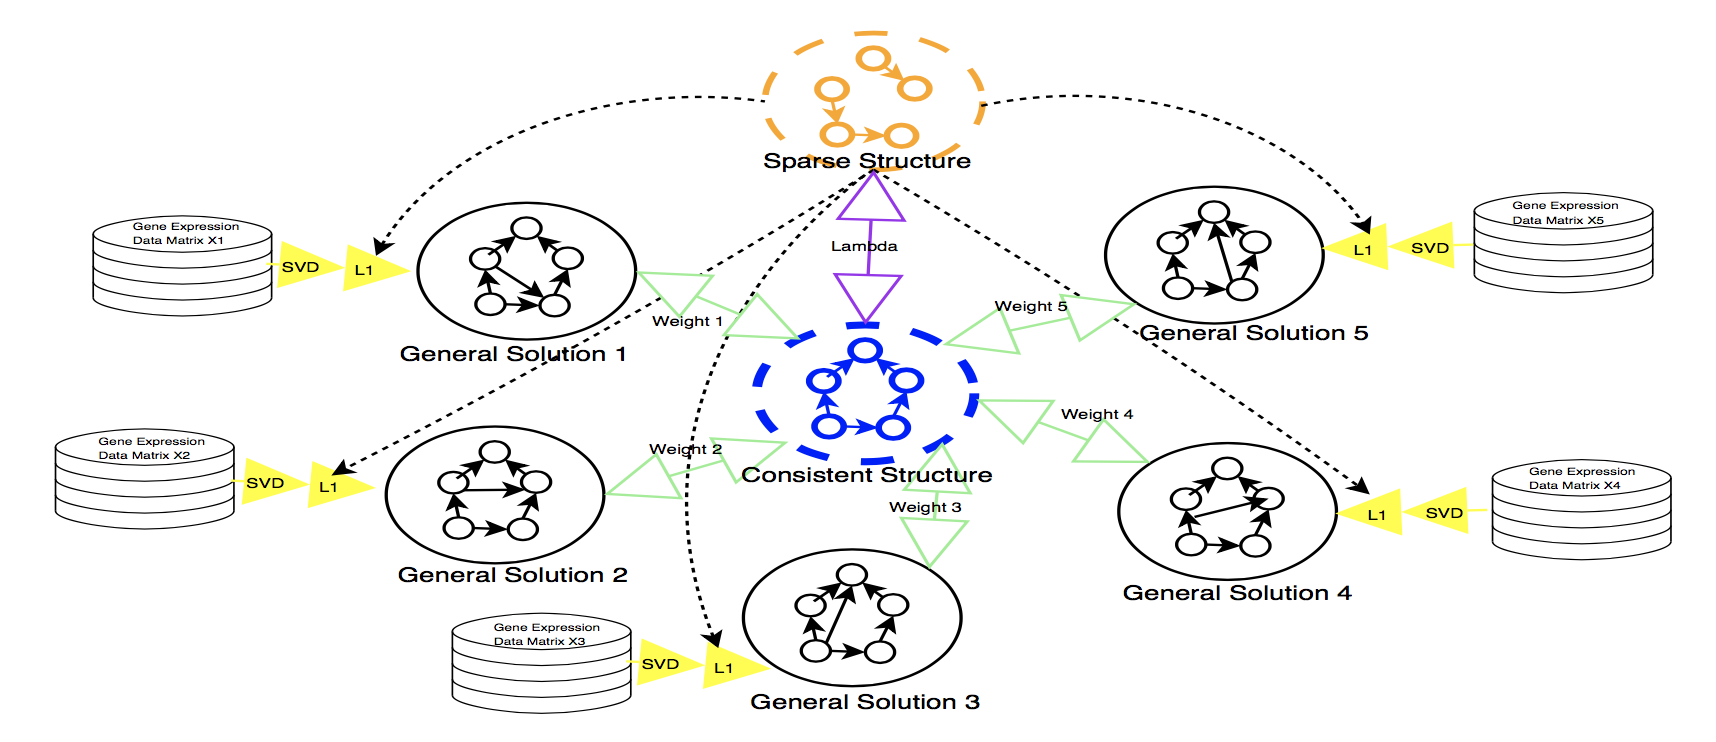 Sparse Structure
Gene Expression
Data Matrix X1
SVD
L1
General Solution 1
Weight 1
Lambda
Gene Expression
Data Matrix X5
SVD
L1
General Solution 5
Weight 5
Gene Expression
Data Matrix X2
SVD
L1
General Solution 2
Weight 2
Consistent Structure
Weight 4
Gene Expression
Data Matrix X4
SVD
L1
General Solution 4
Weight 3
Gene Expression
Data Matrix X3
SVD
L1
General Solution 3